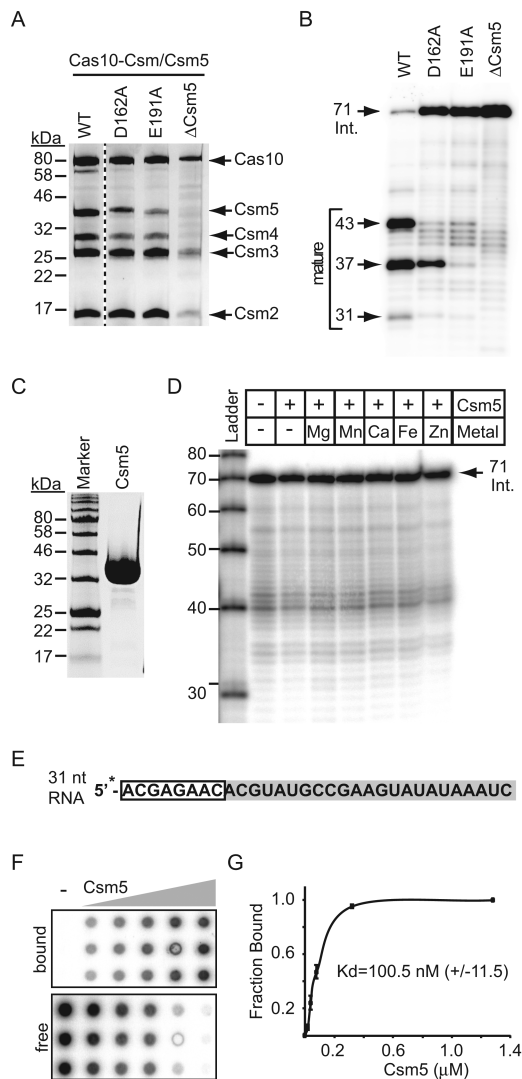 A
Cas10-Csm/Csm5
WT
D162A
E191A
ΔCsm5
kDa
80
58
46
32
25
22
17
Cas10
Csm5
Csm4
Csm3
Csm2
B
WT
D162A
E191A
ΔCsm5
71
Int.
mature
43
37
31
C
Marker
Csm5
kDa
80
58
46
32
25
22
17
D
Ladder
- + + + + + + Csm5
- - Mg Mn Ca Fe Zn Metal
80
70
60
50
40
30
71
Int.
E
31 nt
RNA
5' *-ACGAGAACACGUAUGCCGAAGUAUAUAAAUC
F
- Csm5
bound
free
G
Fraction Bound
1.0
0.6
0.2
Kd=100.5 nM (+/-11.5)
0.2 0.6 1.0 1.4
Csm5 (μM)